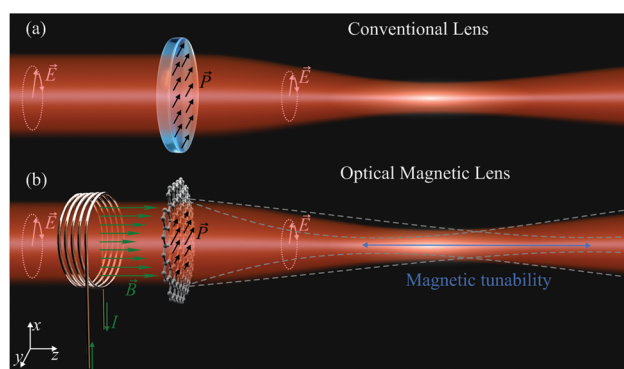 (a)
Conventional Lens
E⃗
P⃗
E⃗
(b)
Optical Magnetic Lens
E⃗
P⃗
E⃗
Magnetic tunability
B⃗
I
x
y
z